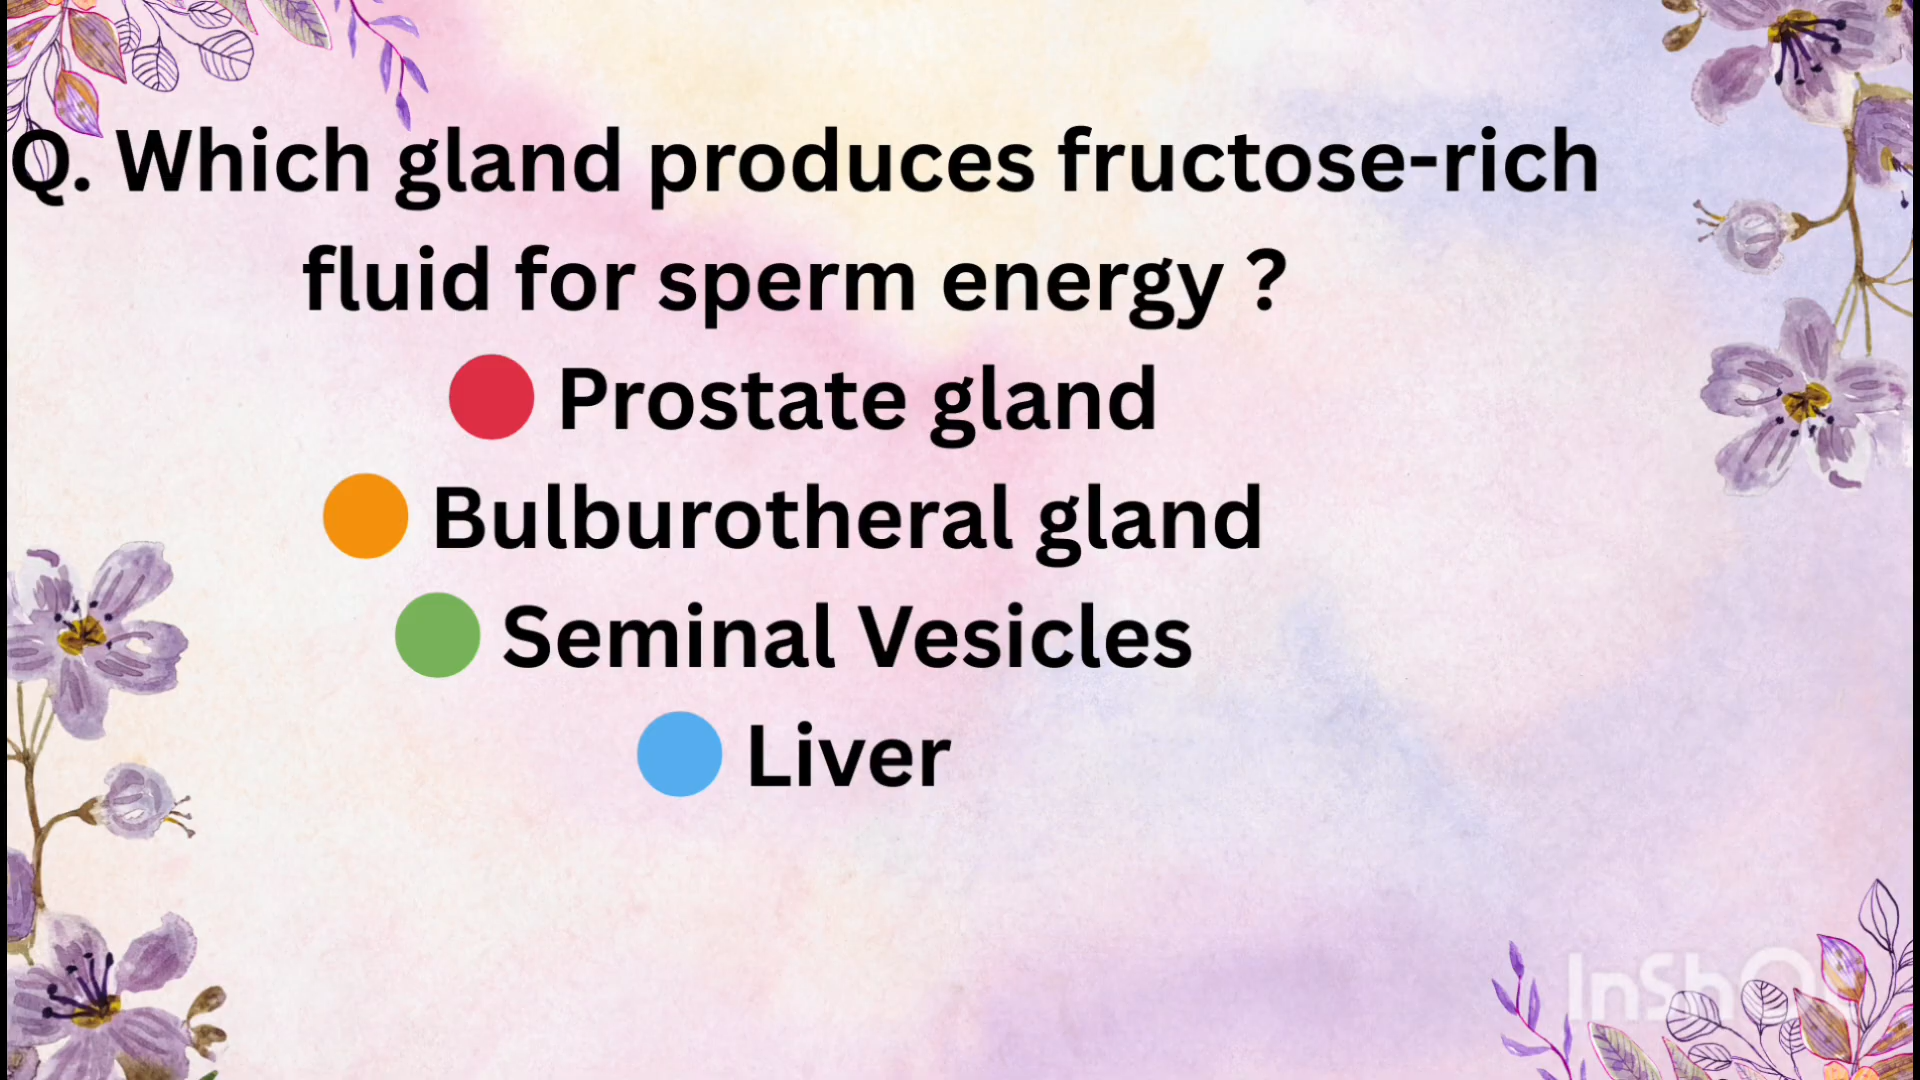 Q. Which gland produces fructose-rich
fluid for sperm energy ?
🔴 Prostate gland
🟠 Bulburotheral gland
🟢 Seminal Vesicles
🔵 Liver